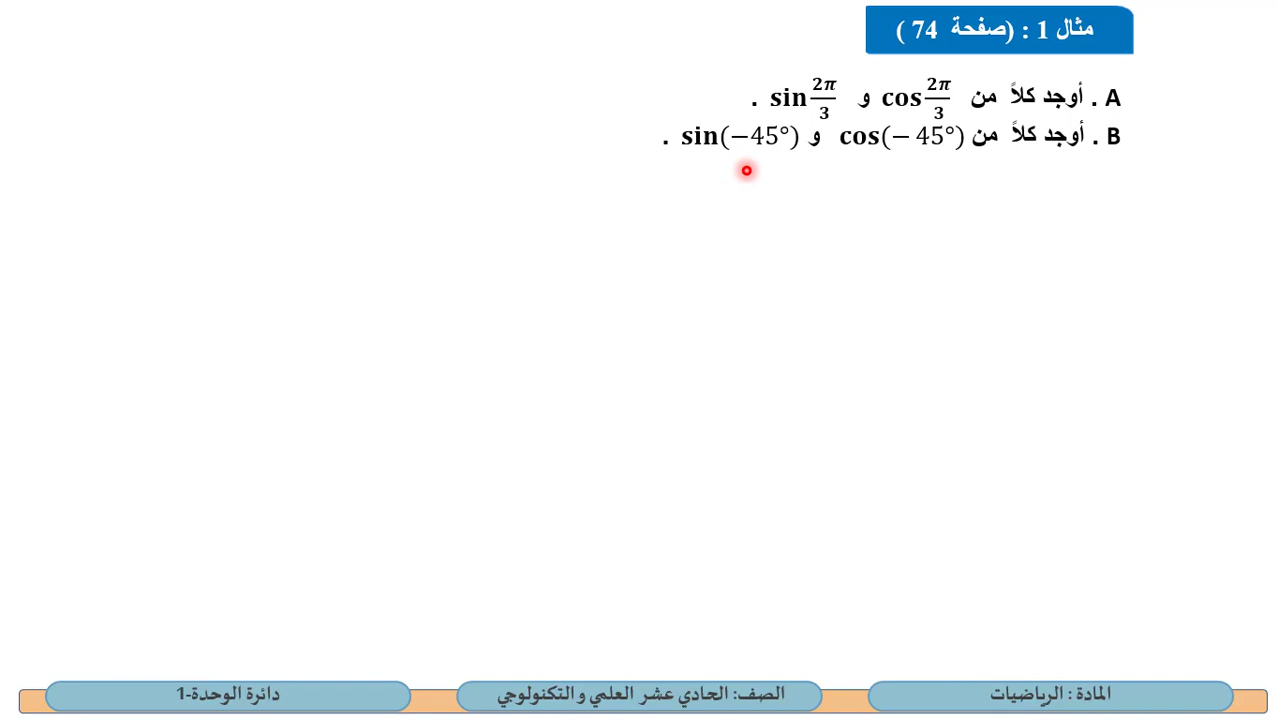 مثال 1 : (صفحة 74 )
A . أوجد كلاً من cos 2π/3 و sin 2π/3 .
B . أوجد كلاً من cos(− 45°) و sin(−45°) .
المادة : الرياضيات
الصف: الحادي عشر العلمي والتكنولوجي
دائرة الوحدة-1